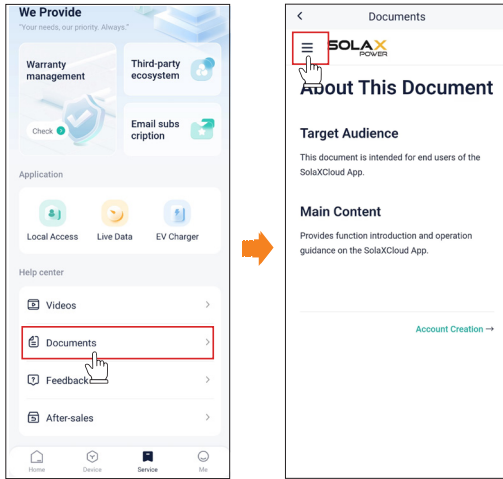 We Provide
"Your needs, our priority. Always."
Warranty
management
Check
Third-party
ecosystem
Email subs
cription
Application
Local Access
Live Data
EV Charger
Help center
Videos
Documents
Feedback
After-sales
Home
Device
Service
Me
Documents
SOLAX
POWER
About This Document
Target Audience
This document is intended for end users of the
SolaXCloud App.
Main Content
Provides function introduction and operation
guidance on the SolaXCloud App.
Account Creation →